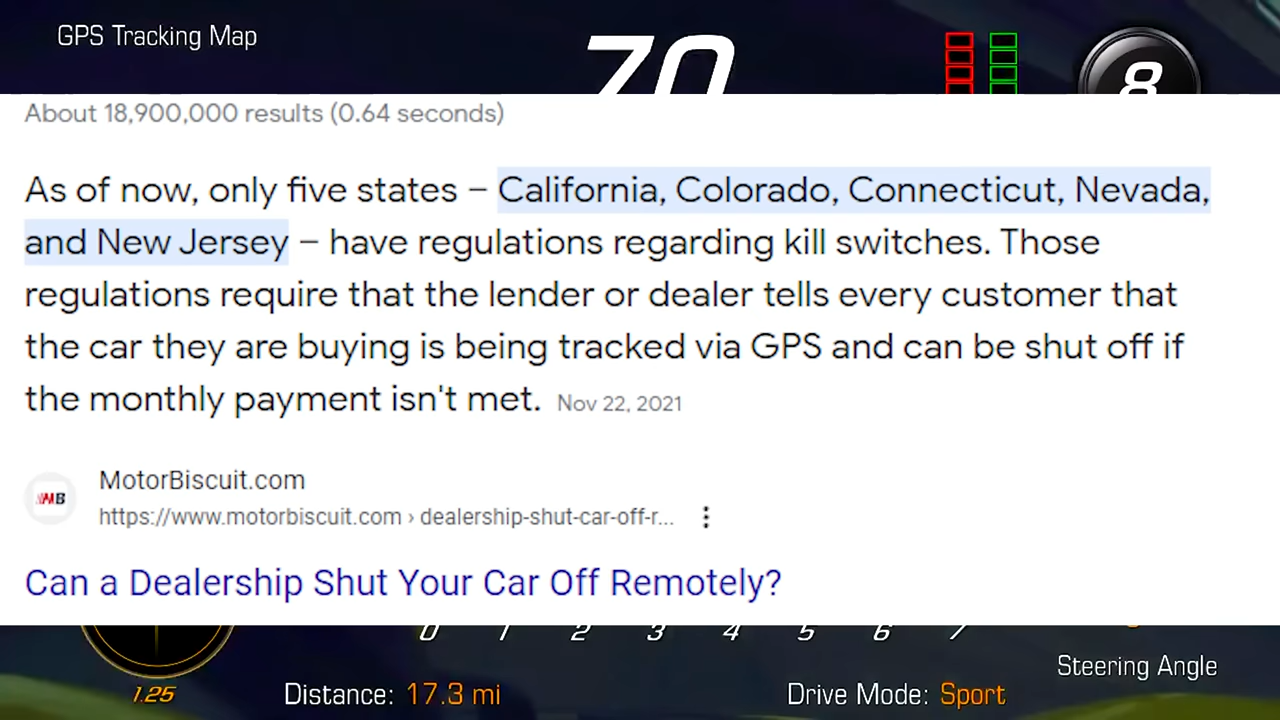 GPS Tracking Map
70
8
About 18,900,000 results (0.64 seconds)
As of now, only five states – California, Colorado, Connecticut, Nevada,
and New Jersey – have regulations regarding kill switches. Those
regulations require that the lender or dealer tells every customer that
the car they are buying is being tracked via GPS and can be shut off if
the monthly payment isn't met. Nov 22, 2021
MB
MotorBiscuit.com
https://www.motorbiscuit.com › dealership-shut-car-off-r...
Can a Dealership Shut Your Car Off Remotely?
0 1 2 3 4 5 6 7
Steering Angle
1.25
Distance: 17.3 mi
Drive Mode: Sport